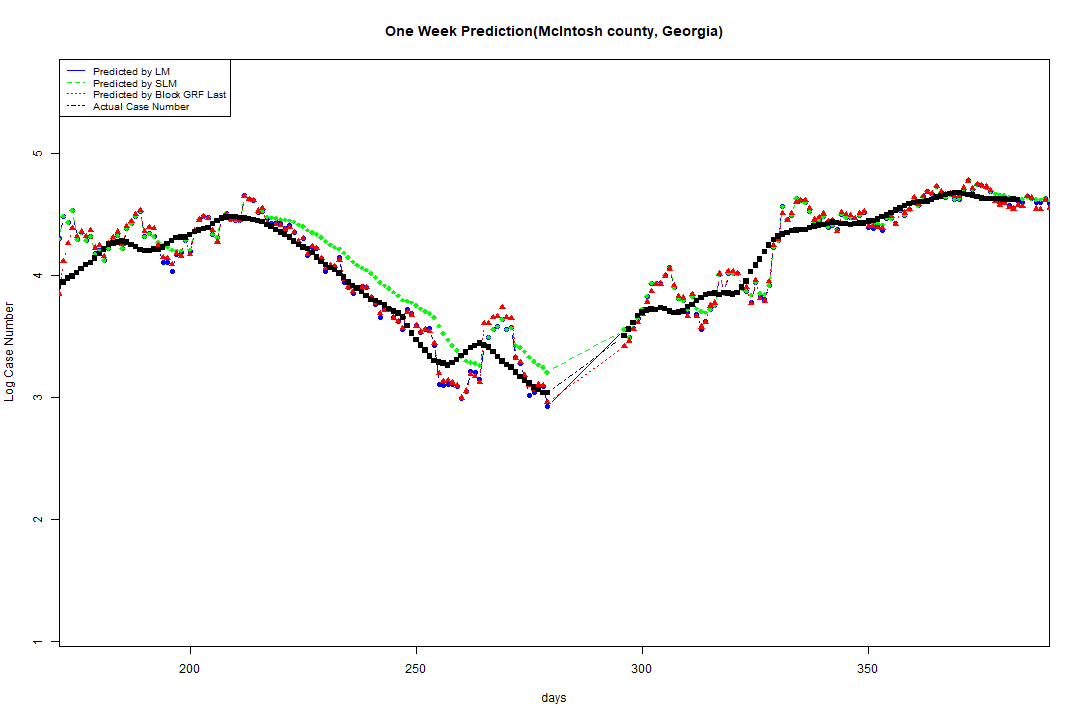 One Week Prediction(McIntosh county, Georgia)
Predicted by LM
Predicted by SLM
Predicted by Block GRF Last
Actual Case Number
5
4
3
2
1
Log Case Number
200 250 300 350
days